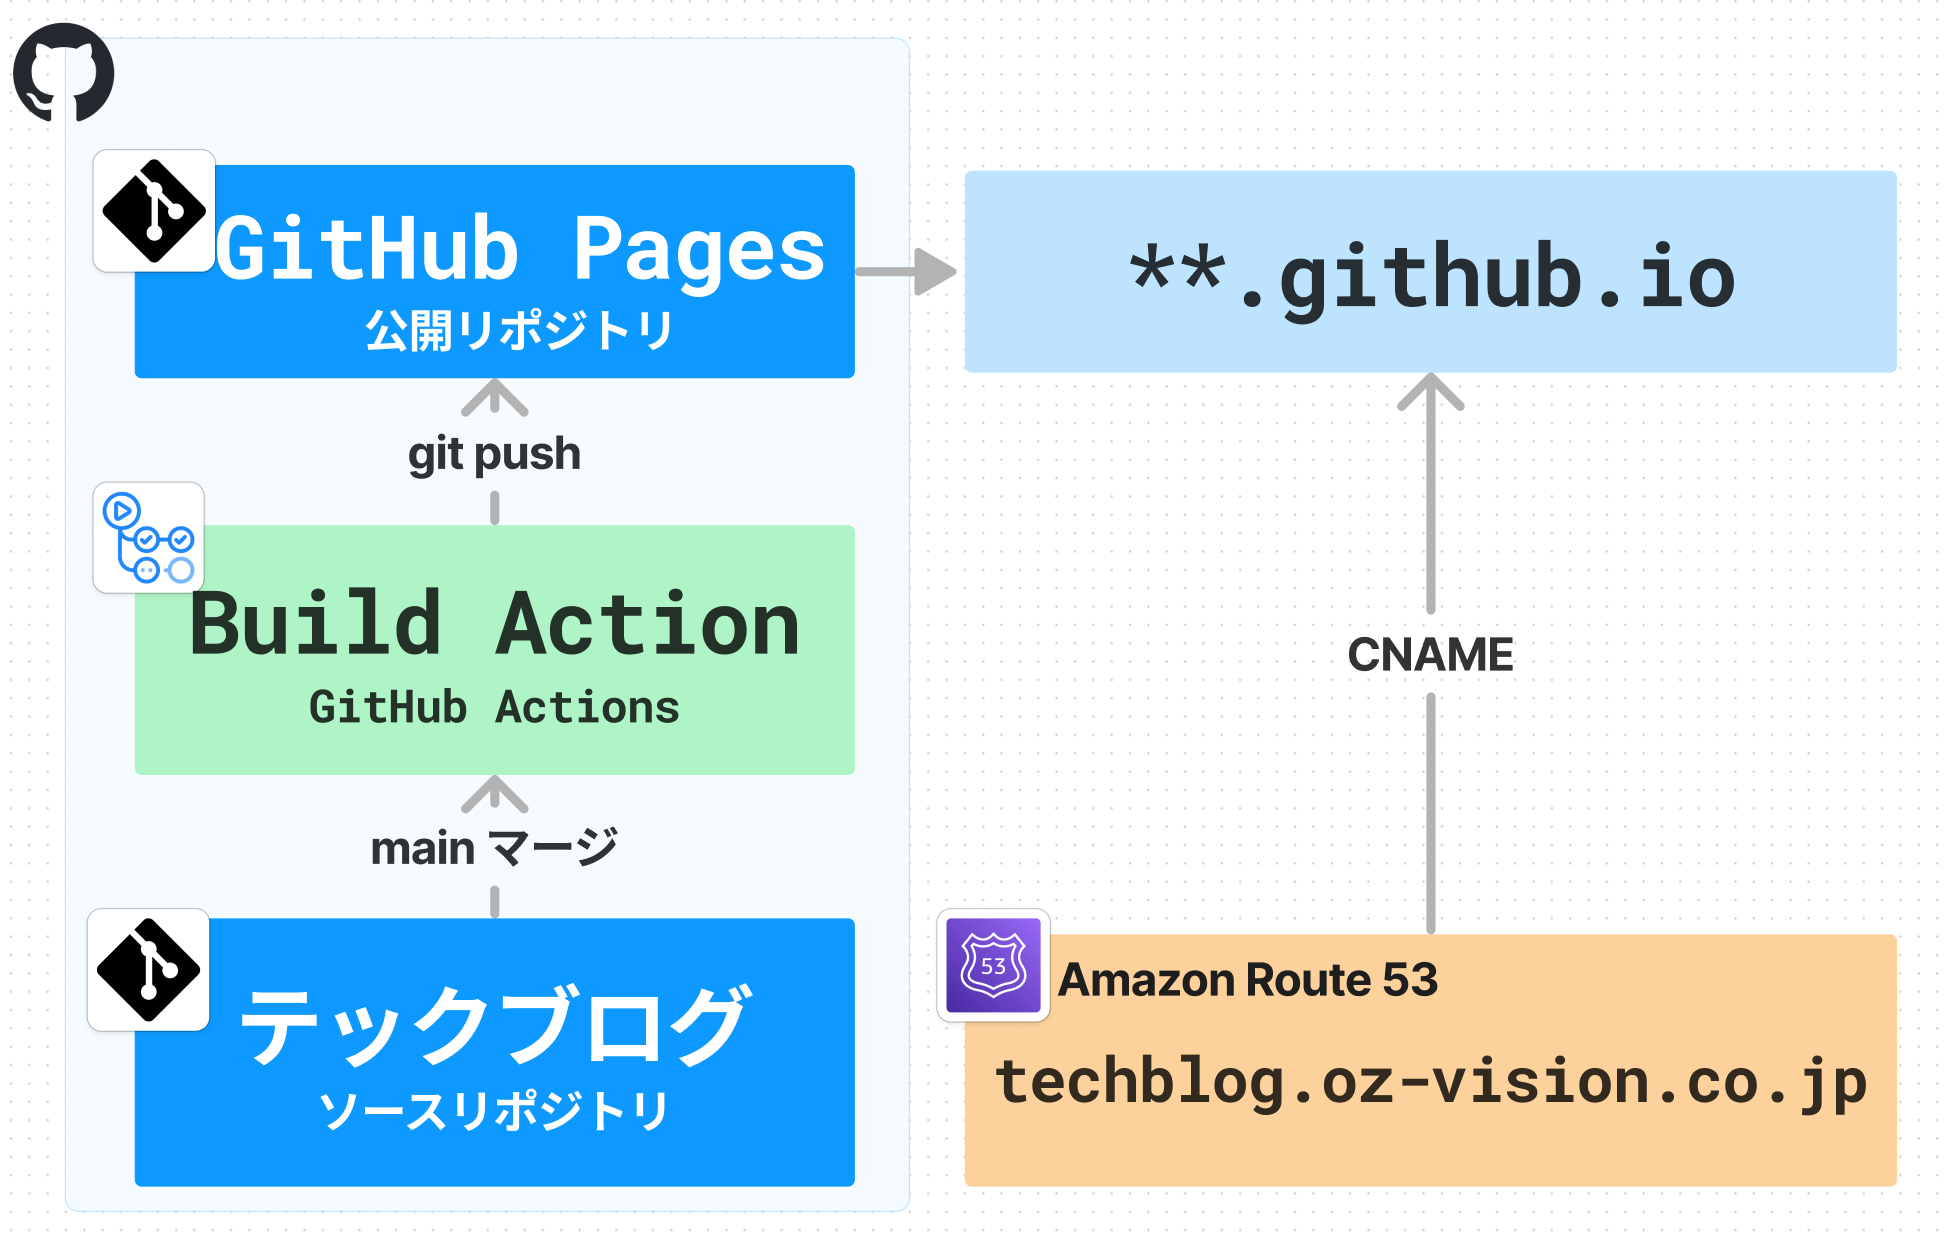 GitHub Pages
公開リポジトリ
git push
Build Action
GitHub Actions
main マージ
テックブログ
ソースリポジトリ
**.github.io
CNAME
53
Amazon Route 53
techblog.oz-vision.co.jp